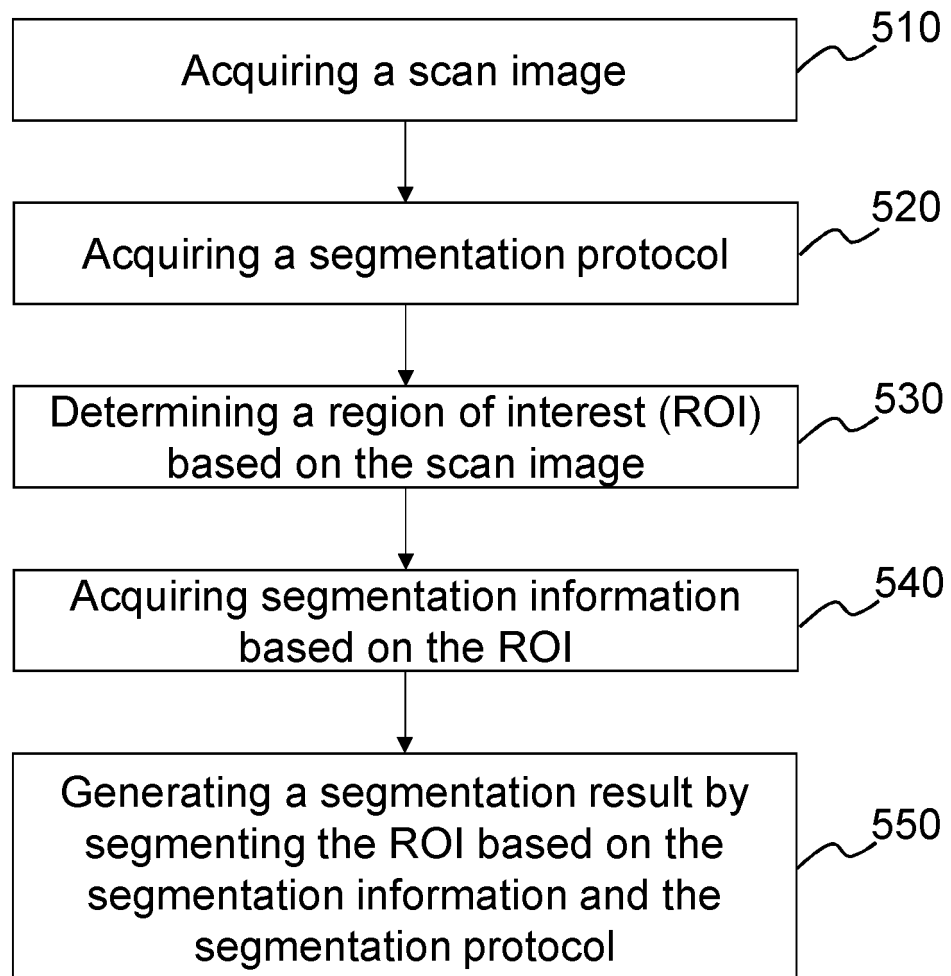 510
Acquiring a scan image
520
Acquiring a segmentation protocol
530
Determining a region of interest (ROI)
based on the scan image
540
Acquiring segmentation information
based on the ROI
550
Generating a segmentation result by
segmenting the ROI based on the
segmentation information and the
segmentation protocol